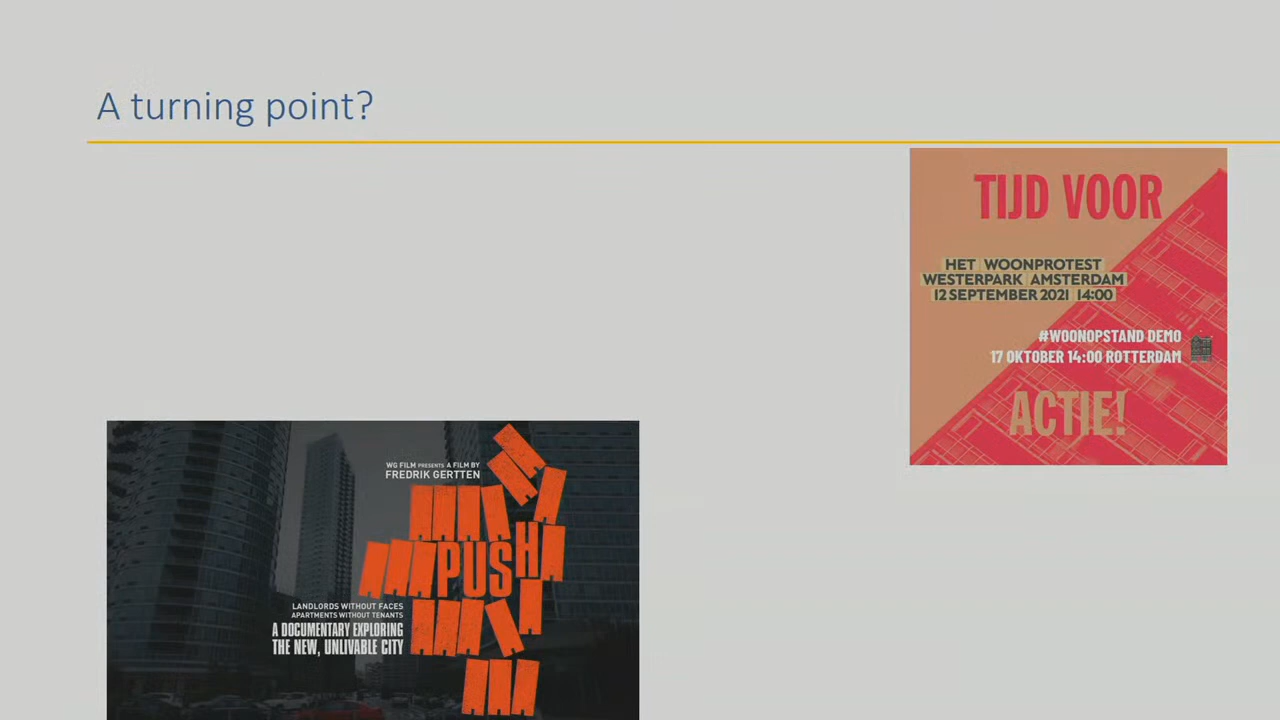 A turning point?
TIJD VOOR
HET WOONPROTEST
WESTERPARK AMSTERDAM
12 SEPTEMBER 2021 14:00
#WOONOPSTAND DEMO
17 OKTOBER 14:00 ROTTERDAM
ACTIE!
WG FILM PRESENTS A FILM BY
FREDRIK GERTTEN
PUSH
LANDLORDS WITHOUT FACES
APARTMENTS WITHOUT TENANTS
A DOCUMENTARY EXPLORING
THE NEW, UNLIVABLE CITY